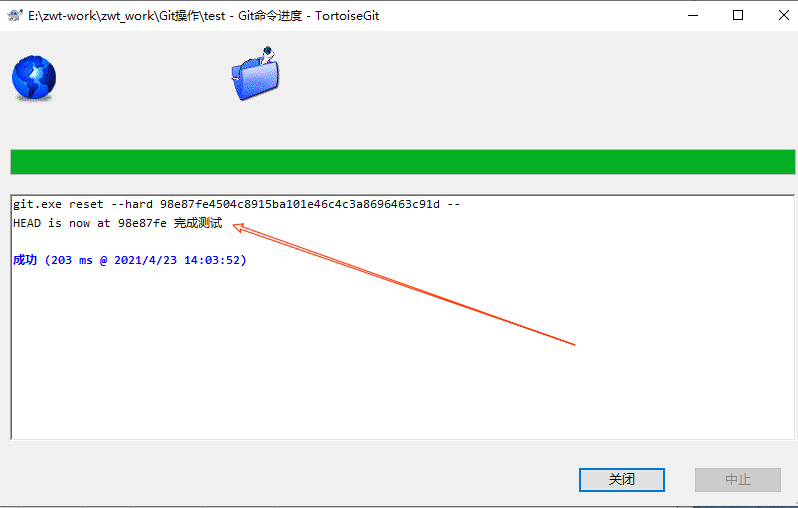 E:\zwt-work\zwt_work\Git操作\test - Git命令进度 - TortoiseGit
git.exe reset --hard 98e87fe4504c8915ba101e46c4c3a8696463c91d --
HEAD is now at 98e87fe 完成测试
成功 (203 ms @ 2021/4/23 14:03:52)
关闭
中止